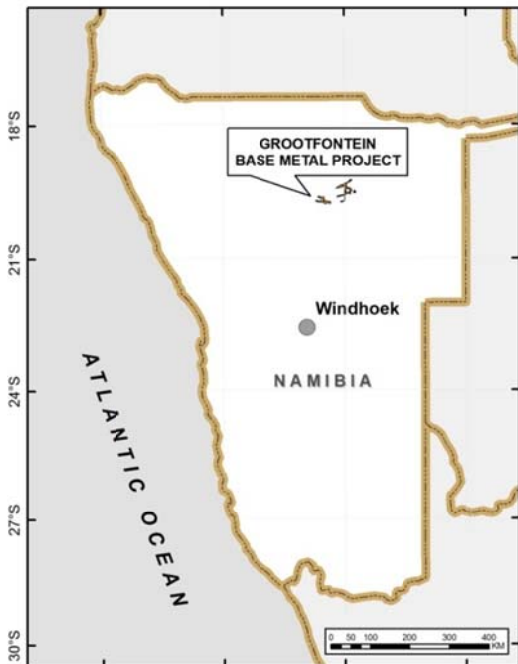 18°S
GROOTFONTEIN
BASE METAL PROJECT
21°S
Windhoek
NAMIBIA
24°S
ATLANTIC OCEAN
27°S
30°S
0 50 100 200 300 400
KM